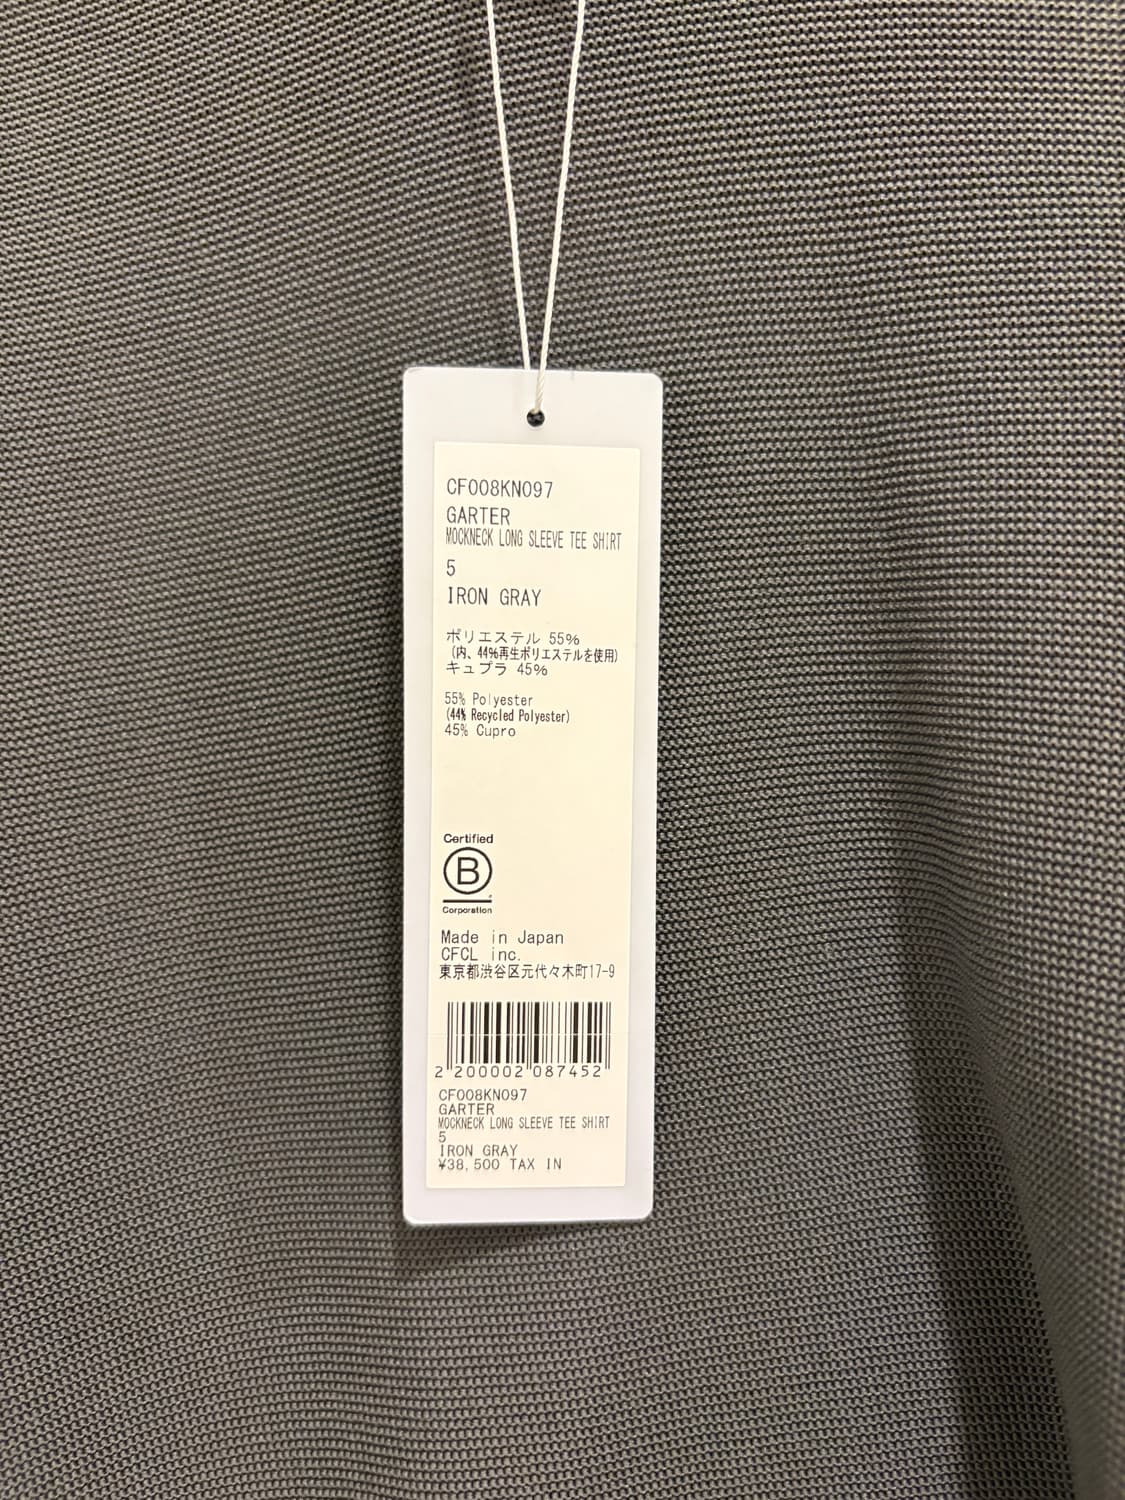 CF008KN097
GARTER
MOCKNECK LONG SLEEVE TEE SHIRT
5
IRON GRAY
ポリエステル 55%
(内、44%再生ポリエステルを使用)
キュプラ 45%
55% Polyester
(44% Recycled Polyester)
45% Cupro
Certified
B
Corporation
Made in Japan
CFCL inc.
東京都渋谷区元代々木町17-9
2 200002 087452
CF008KN097
GARTER
MOCKNECK LONG SLEEVE TEE SHIRT
5
IRON GRAY
¥38,500 TAX IN